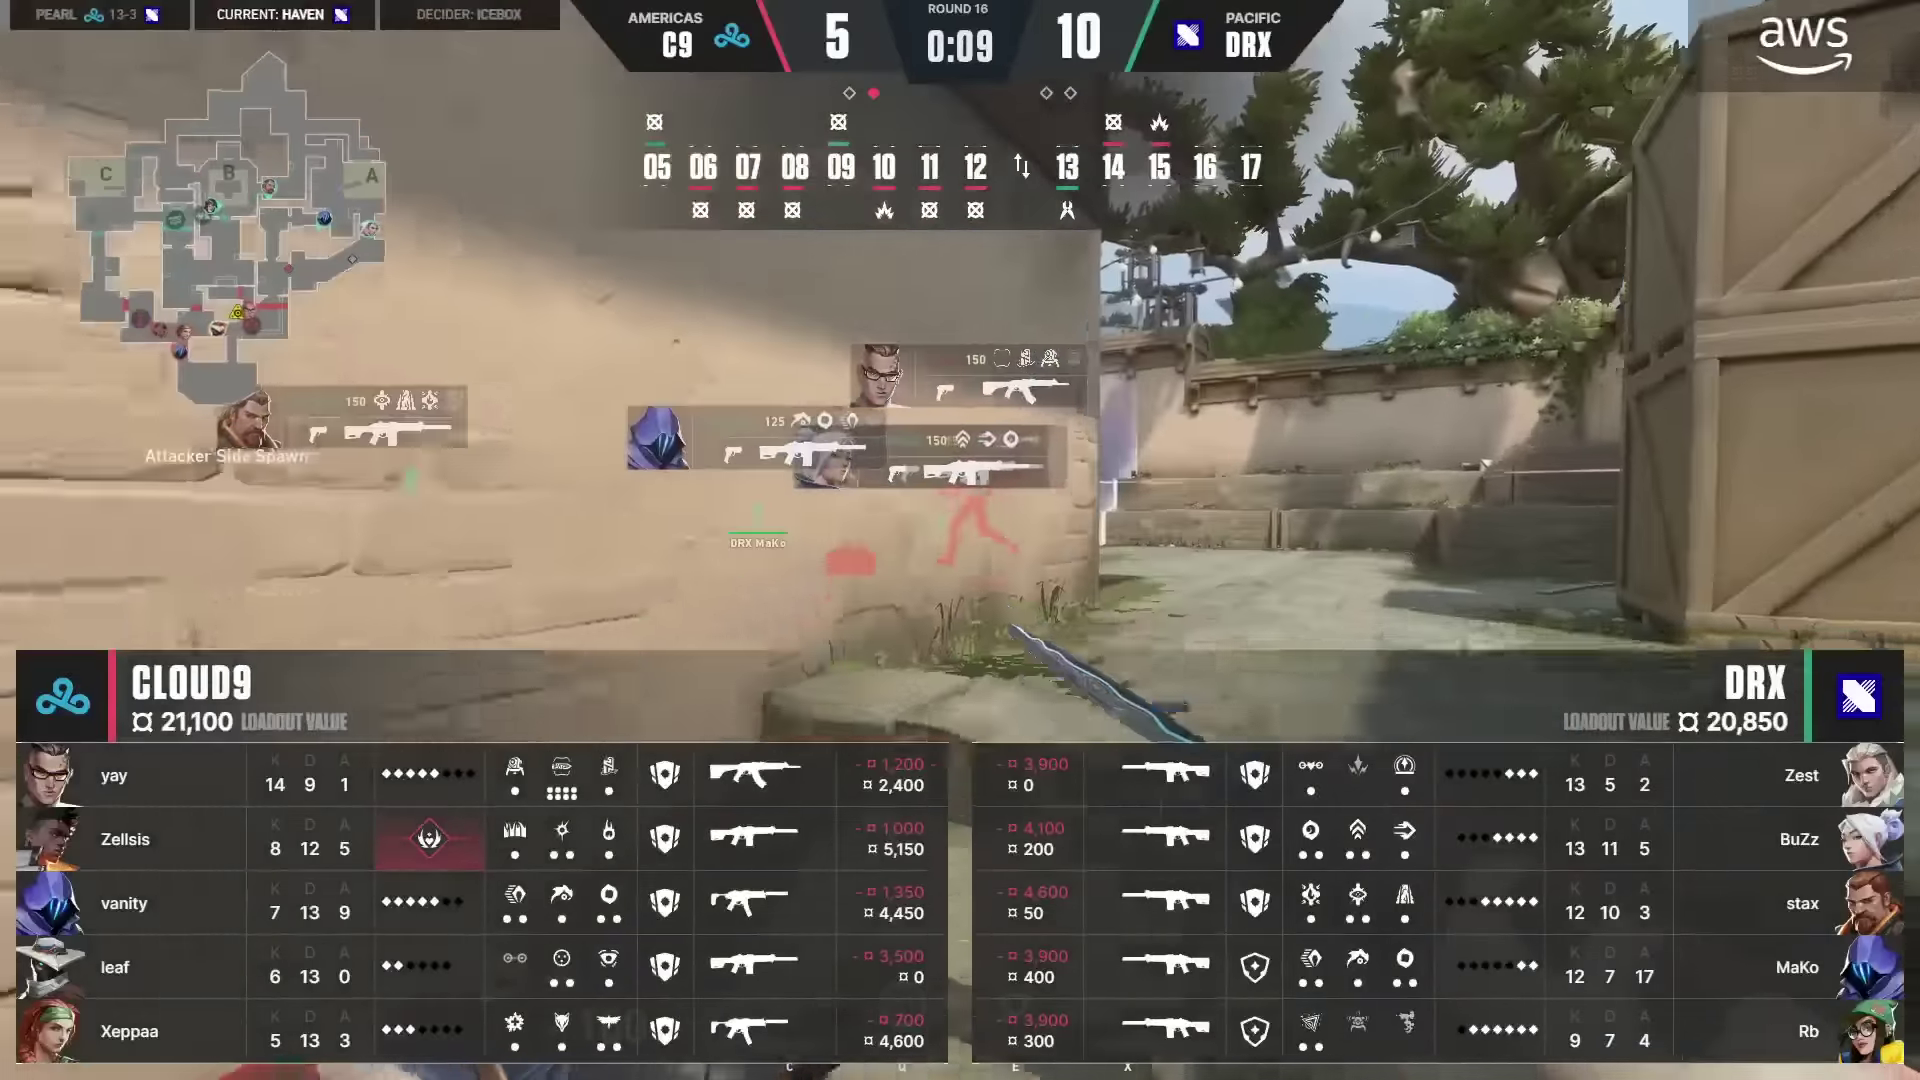 PEARL 13-3
CURRENT: HAVEN
DECIDER: ICEBOX
AMERICAS
C9
5
ROUND 16
0:09
10
PACIFIC
DRX
aws
05 06 07 08 09 10 11 12 13 14 15 16 17
C B A
150
150
125
150
Attacker Side Spawn
DRX MaKo
CLOUD9
21,100 LOADOUT VALUE
DRX
LOADOUT VALUE 20,850
yay K D A 14 9 1 - 1,200 2,400
Zellsis K D A 8 12 5 - 1,000 5,150
vanity K D A 7 13 9 - 1,350 4,450
leaf K D A 6 13 0 - 3,500 0
Xeppaa K D A 5 13 3 - 700 4,600
- 3,900 0 K D A 13 5 2 Zest
- 4,100 200 K D A 13 11 5 BuZz
- 4,600 50 K D A 12 10 3 stax
- 3,900 400 K D A 12 7 17 MaKo
- 3,900 300 K D A 9 7 4 Rb
C Q E X